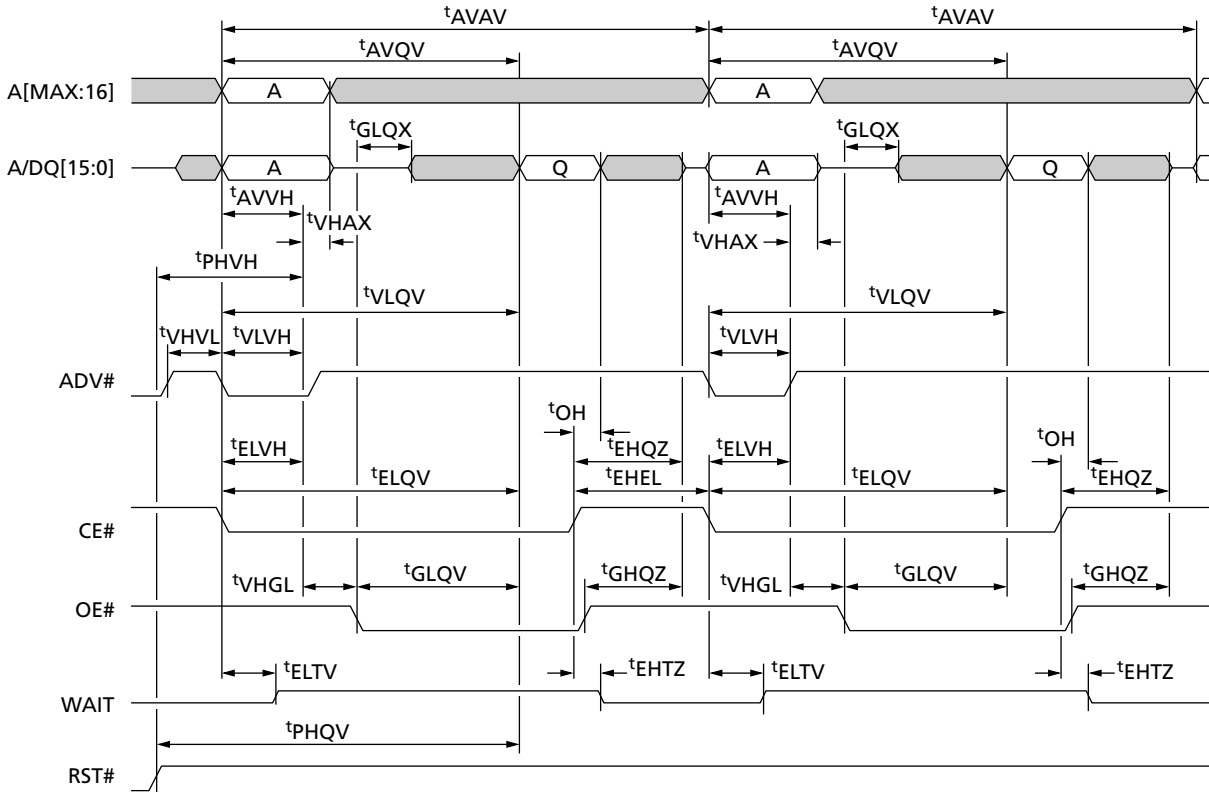 tAVAV tAVAV
tAVQV tAVQV
A[MAX:16] A A
tGLQX tGLQX
A/DQ[15:0] A Q A Q
tAVVH tAVVH
tVHAX tVHAX
tPHVH
tVLQV tVLQV
tVHVL tVLVH tVLVH
ADV#
tOH tOH
tELVH tEHQZ tELVH
tELQV tEHEL tELQV tEHQZ
CE#
tVHGL tGLQV tGHQZ tVHGL tGLQV tGHQZ
OE#
tELTV tEHTZ tELTV tEHTZ
WAIT
tPHQV
RST#